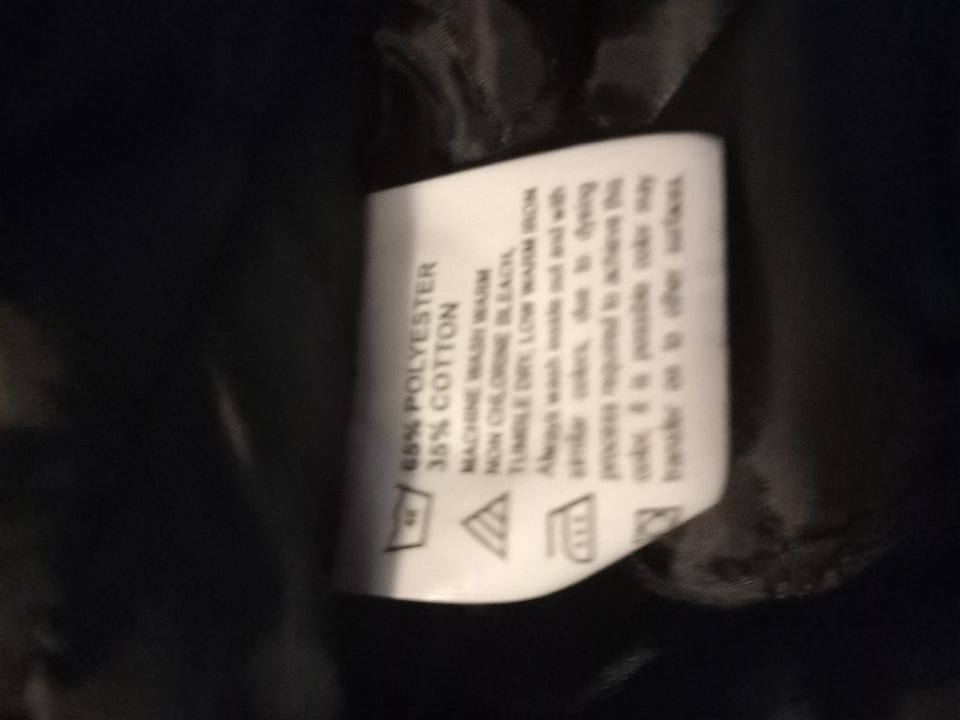 65% POLYESTER
35% COTTON
MACHINE WASH WARM
NON CHLORINE BLEACH,
TUMBLE DRY, LOW WARM IRON
Always wash inside out and with
similar colors, due to dying
process required to achieve this
color, it is possible color may
transfer on to other surfaces.